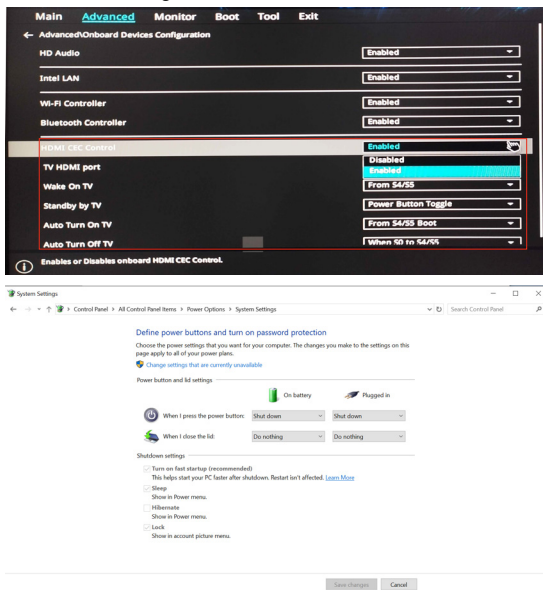 Main Advanced Monitor Boot Tool Exit
← Advanced\Onboard Devices Configuration
HD Audio Enabled
Intel LAN Enabled
Wi-Fi Controller Enabled
Bluetooth Controller Enabled
HDMI CEC Control Enabled
Disabled
Enabled
TV HDMI port
Wake On TV From S4/S5
Standby by TV Power Button Toggle
Auto Turn On TV From S4/S5 Boot
Auto Turn Off TV When S0 to S4/S5
Enables or Disables onboard HDMI CEC Control.
System Settings
Control Panel > All Control Panel Items > Power Options > System Settings Search Control Panel
Define power buttons and turn on password protection
Choose the power settings that you want for your computer. The changes you make to the settings on this
page apply to all of your power plans.
Change settings that are currently unavailable
Power button and lid settings
On battery Plugged in
When I press the power button: Shut down Shut down
When I close the lid: Do nothing Do nothing
Shutdown settings
Turn on fast startup (recommended)
This helps start your PC faster after shutdown. Restart isn't affected. Learn More
Sleep
Show in Power menu.
Hibernate
Show in Power menu.
Lock
Show in account picture menu.
Save changes Cancel